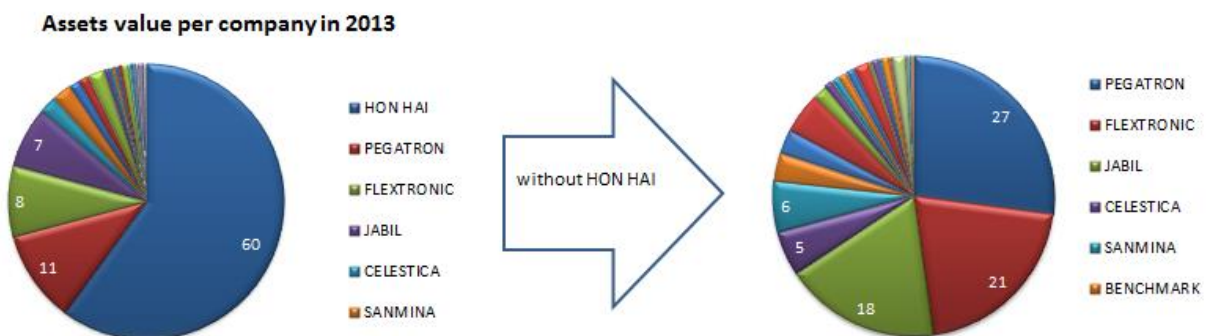 Assets value per company in 2013
60
11
8
7
HON HAI
PEGATRON
FLEXTRONIC
JABIL
CELESTICA
SANMINA
without HON HAI
27
21
18
5
6
PEGATRON
FLEXTRONIC
JABIL
CELESTICA
SANMINA
BENCHMARK